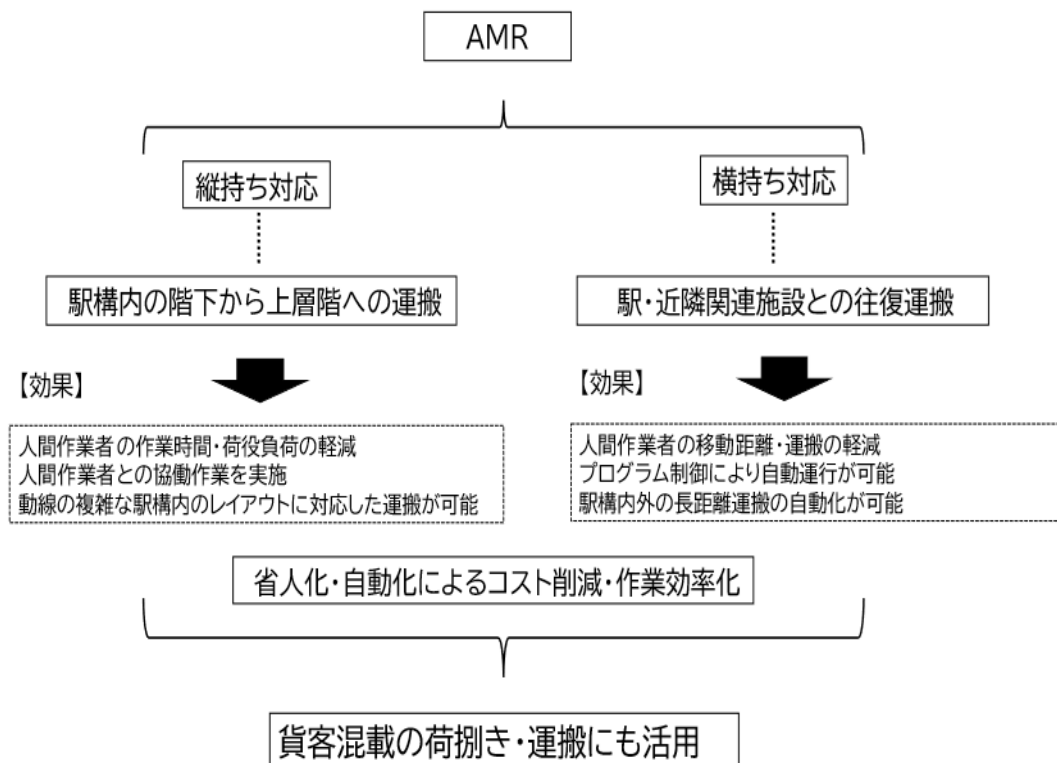 AMR
縦持ち対応
横持ち対応
駅構内の階下から上層階への運搬
駅・近隣関連施設との往復運搬
【効果】
【効果】
人間作業者の作業時間・荷役負荷の軽減
人間作業者との協働作業を実施
動線の複雑な駅構内のレイアウトに対応した運搬が可能
人間作業者の移動距離・運搬の軽減
プログラム制御により自動運行が可能
駅構内外の長距離運搬の自動化が可能
省人化・自動化によるコスト削減・作業効率化
貨客混載の荷捌き・運搬にも活用